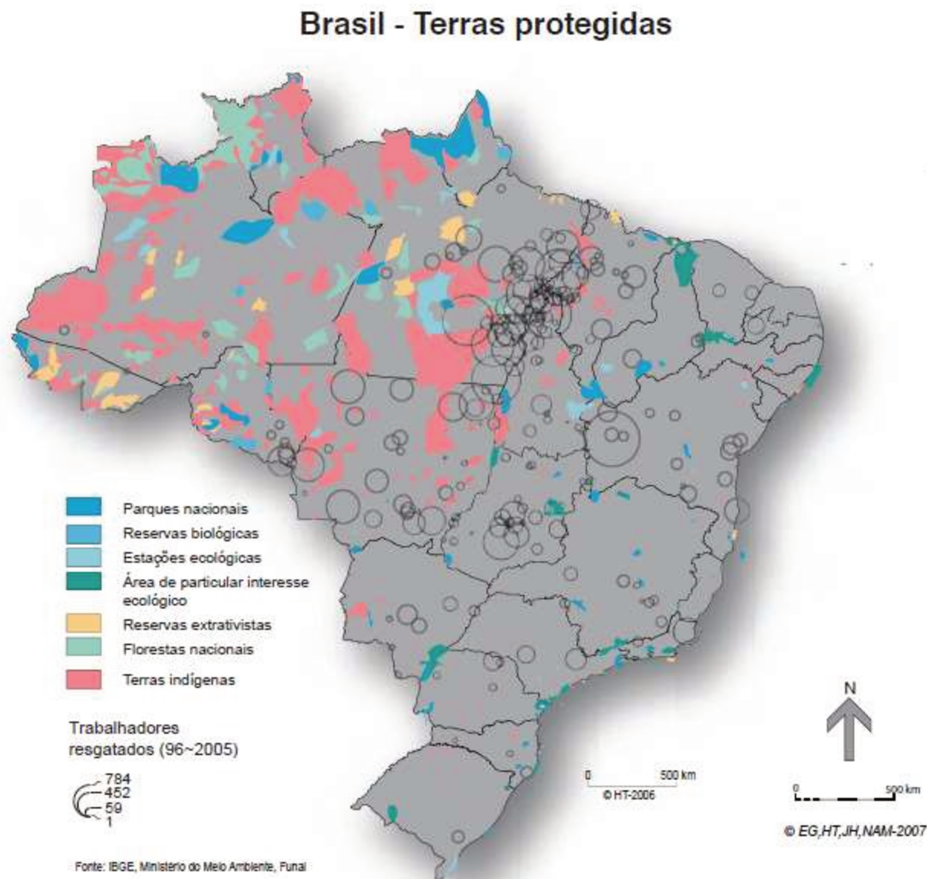 Brasil - Terras protegidas
Parques nacionais
Reservas biológicas
Estações ecológicas
Área de particular interesse
ecológico
Reservas extrativistas
Florestas nacionais
Terras indígenas
Trabalhadores
resgatados (96~2005)
784
452
59
1
N
0 500 km
© HT-2006
0 500 km
© EG,HT,JH,NAM-2007
Fonte: IBGE, Ministério do Meio Ambiente, Funai